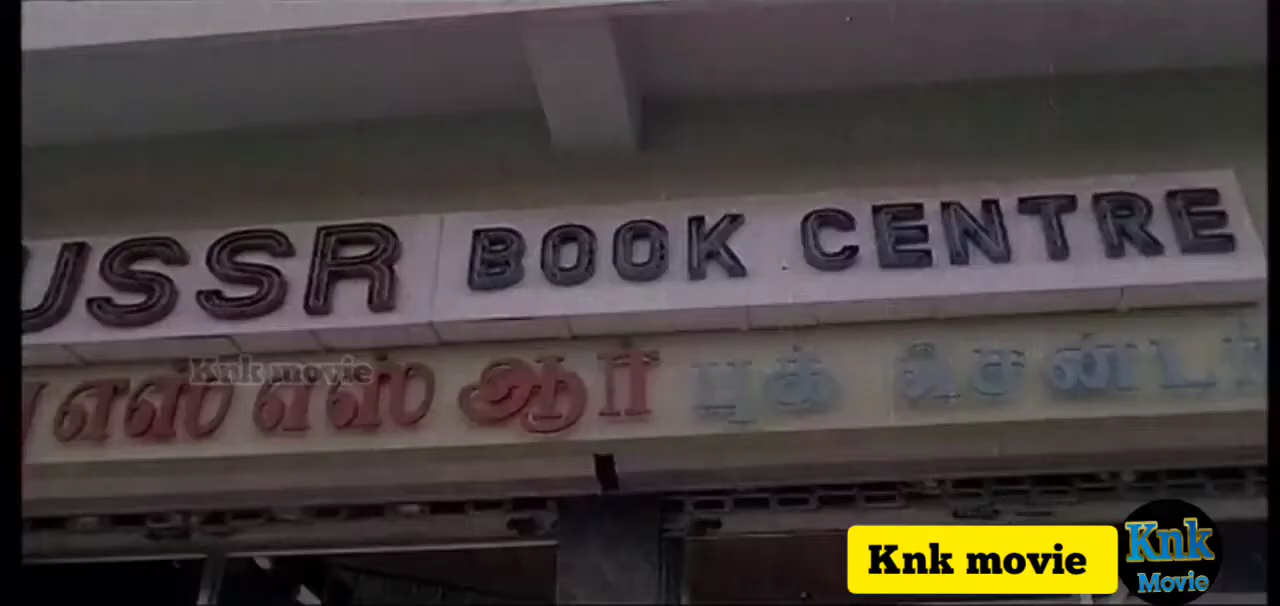 USSR BOOK CENTRE
Knk movie
யு எஸ் எஸ் ஆர் புக் சென்டர்
Knk movie
Knk
Movie